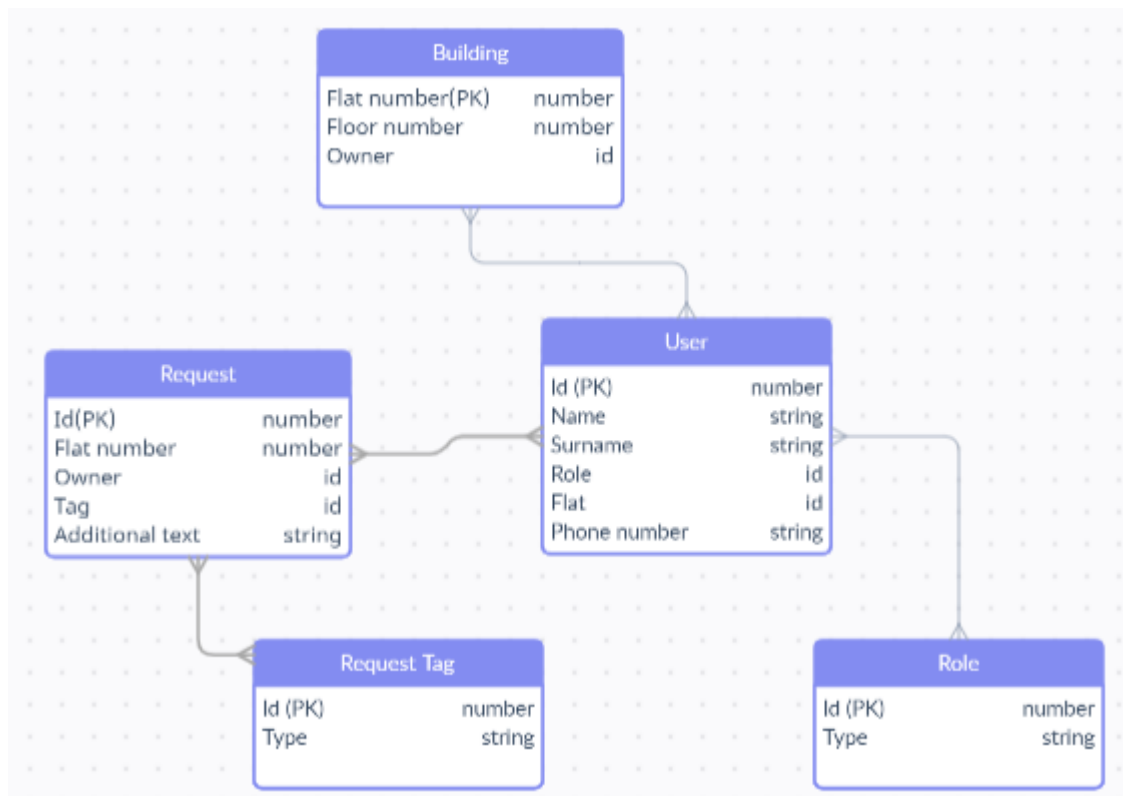 Building
Flat number(PK) number
Floor number number
Owner id
Request
Id(PK) number
Flat number number
Owner id
Tag id
Additional text string
User
Id (PK) number
Name string
Surname string
Role id
Flat id
Phone number string
Request Tag
Id (PK) number
Type string
Role
Id (PK) number
Type string